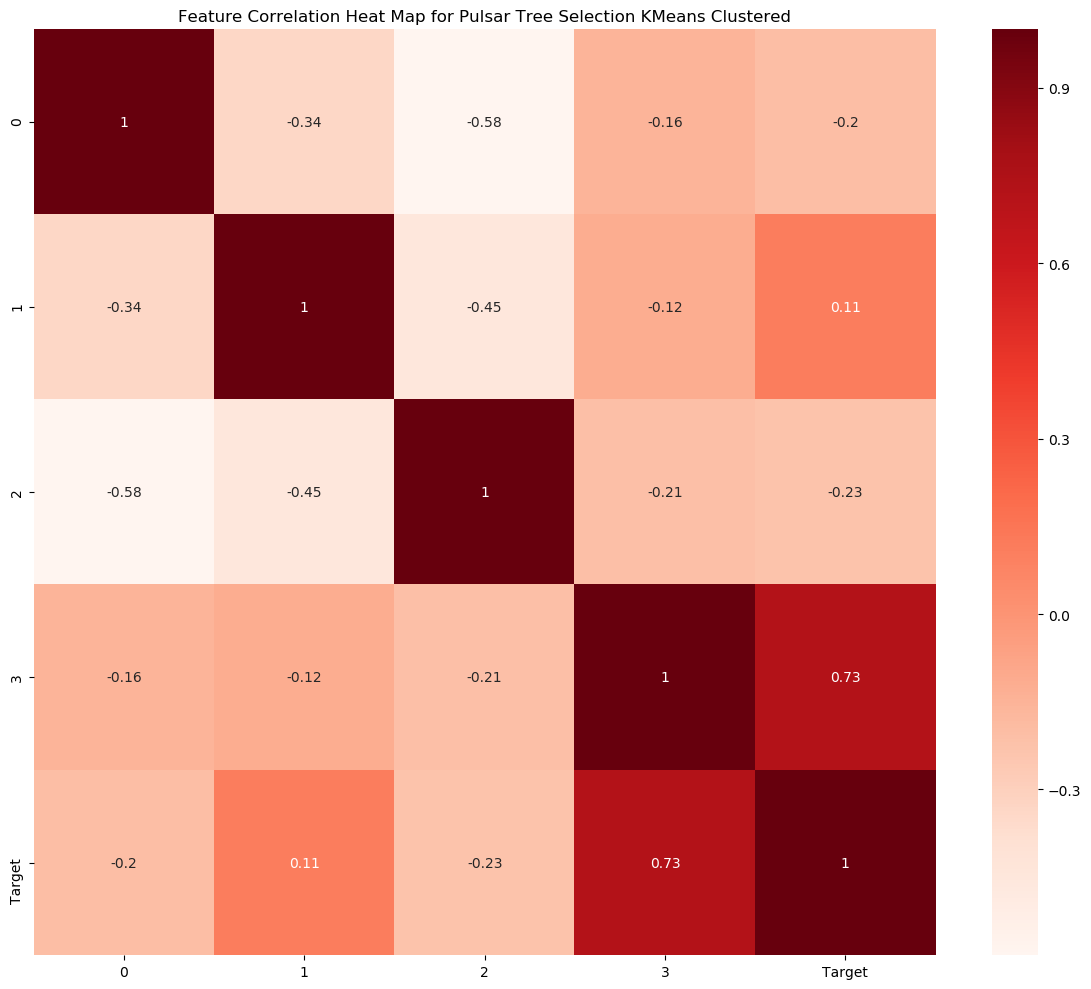 Feature Correlation Heat Map for Pulsar Tree Selection KMeans Clustered
0 1 -0.34 -0.58 -0.16 -0.2
1 -0.34 1 -0.45 -0.12 0.11
2 -0.58 -0.45 1 -0.21 -0.23
3 -0.16 -0.12 -0.21 1 0.73
Target -0.2 0.11 -0.23 0.73 1
0 1 2 3 Target
0.9
0.6
0.3
0.0
−0.3